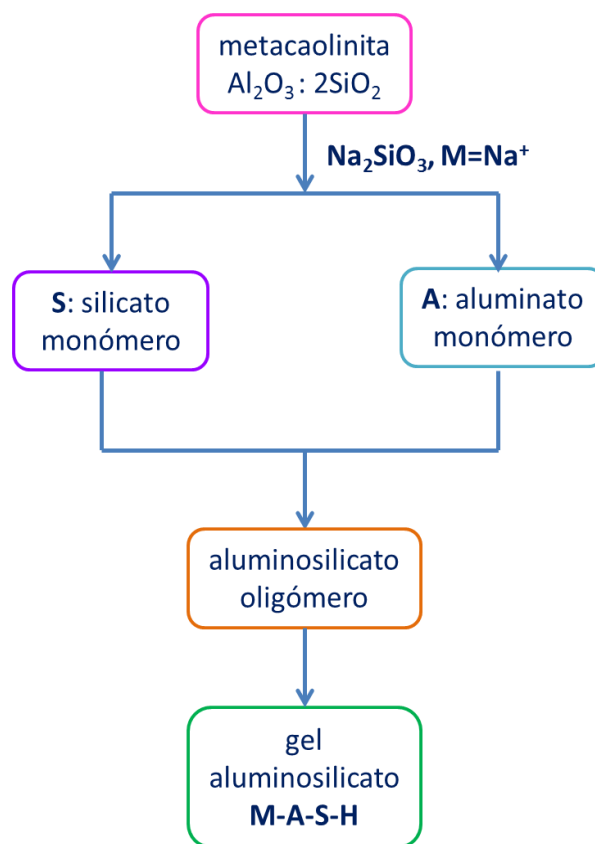 metacaolinita
Al₂O₃ : 2SiO₂
Na₂SiO₃, M=Na⁺
S: silicato
monómero
A: aluminato
monómero
aluminosilicato
oligómero
gel
aluminosilicato
M-A-S-H